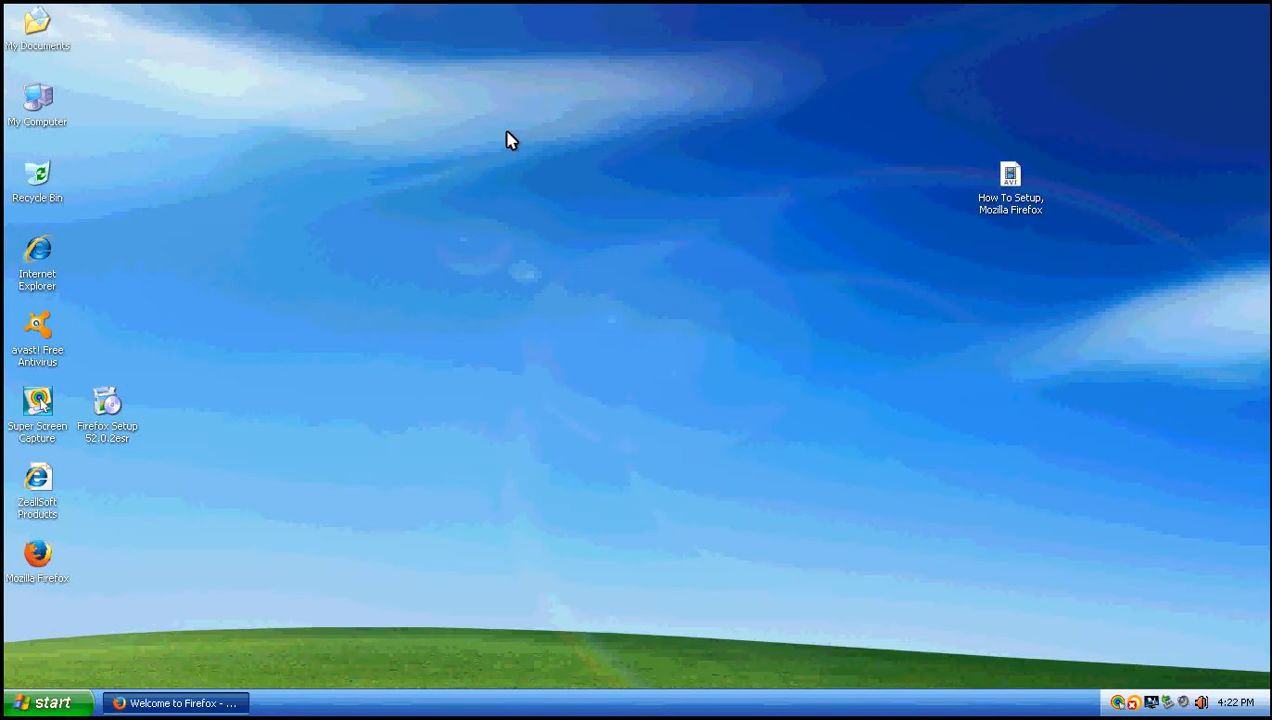 My Documents
My Computer
Recycle Bin
Internet
Explorer
avast! Free
Antivirus
Super Screen
Capture
Firefox Setup
52.0.2esr
ZeallSoft
Products
Mozilla Firefox
How To Setup,
Mozilla Firefox
AVI
start
Welcome to Firefox - ...
4:22 PM